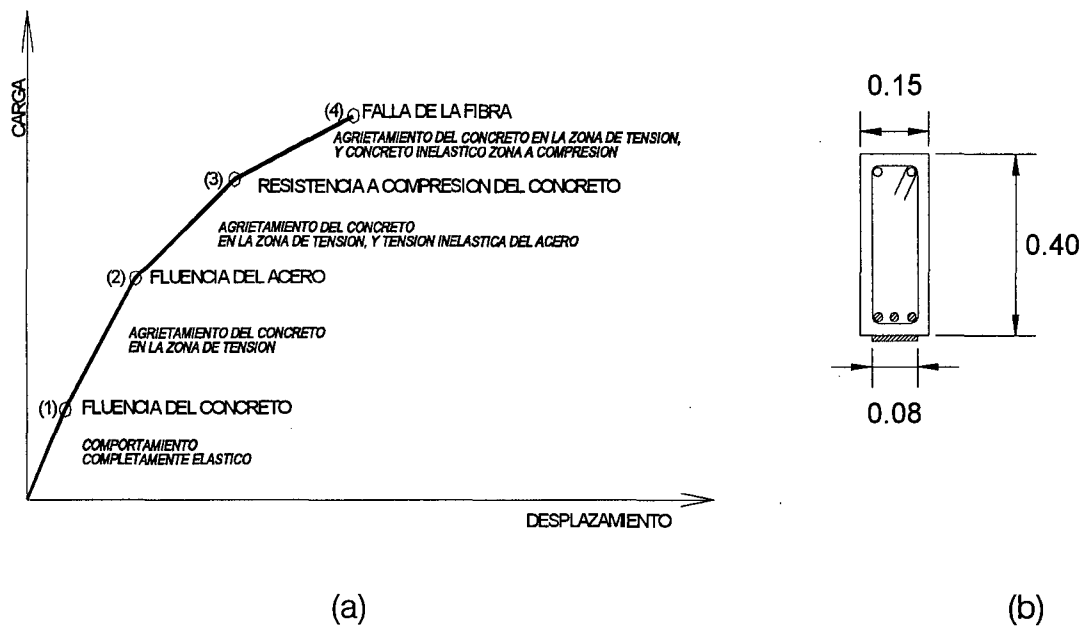 CARGA
(4) FALLA DE LA FIBRA
AGRIETAMIENTO DEL CONCRETO EN LA ZONA DE TENSION,
Y CONCRETO INELASTICO ZONA A COMPRESION
(3) RESISTENCIA A COMPRESION DEL CONCRETO
AGRIETAMIENTO DEL CONCRETO
EN LA ZONA DE TENSION, Y TENSION INELASTICA DEL ACERO
(2) FLUENCIA DEL ACERO
AGRIETAMIENTO DEL CONCRETO
EN LA ZONA DE TENSION
(1) FLUENCIA DEL CONCRETO
COMPORTAMIENTO
COMPLETAMENTE ELASTICO
DESPLAZAMIENTO
(a)
0.15
0.40
0.08
(b)